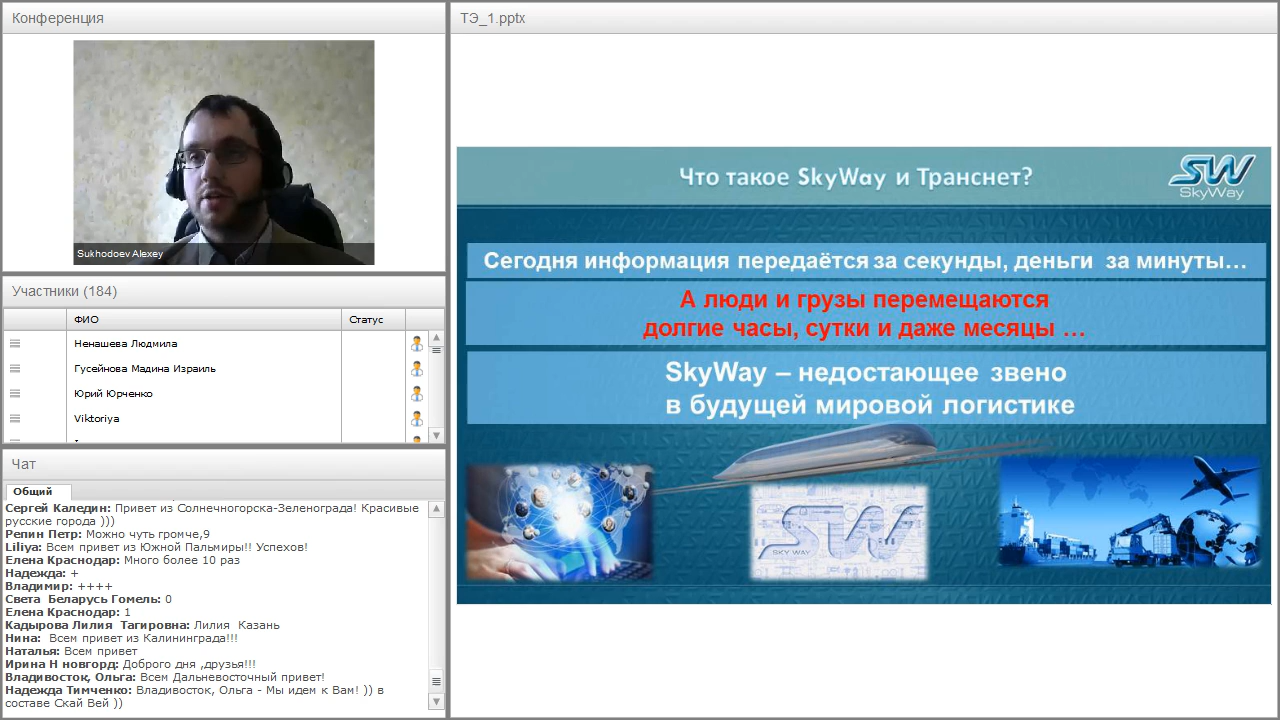 Конференция
Sukhodoev Alexey
Участники (184)
ФИО
Статус
Ненашева Людмила
Гусейнова Мадина Израиль
Юрий Юрченко
Viktoriya
Чат
Общий
Сергей Каледин: Привет из Солнечногорска-Зеленограда! Красивые
русские города )))
Репин Петр: Можно чуть громче,9
Liliya: Всем привет из Южной Пальмиры!! Успехов!
Елена Краснодар: Много более 10 раз
Надежда: +
Владимир: ++++
Света  Беларусь Гомель: 0
Елена Краснодар: 1
Кадырова Лилия  Тагировна: Лилия  Казань
Нина:  Всем привет из Калининграда!!!
Наталья: Всем привет
Ирина Н новгорд: Доброго дня ,друзья!!!
Владивосток, Ольга: Всем Дальневосточный привет!
Надежда Тимченко: Владивосток, Ольга - Мы идем к Вам! )) в
составе Скай Вей ))
ТЭ_1.pptx
Что такое SkyWay и Транснет?
SW
SkyWay
Сегодня информация передаётся за секунды, деньги  за минуты...
А люди и грузы перемещаются
долгие часы, сутки и даже месяцы ...
SkyWay – недостающее звено
в будущей мировой логистике
SW
SKY WAY